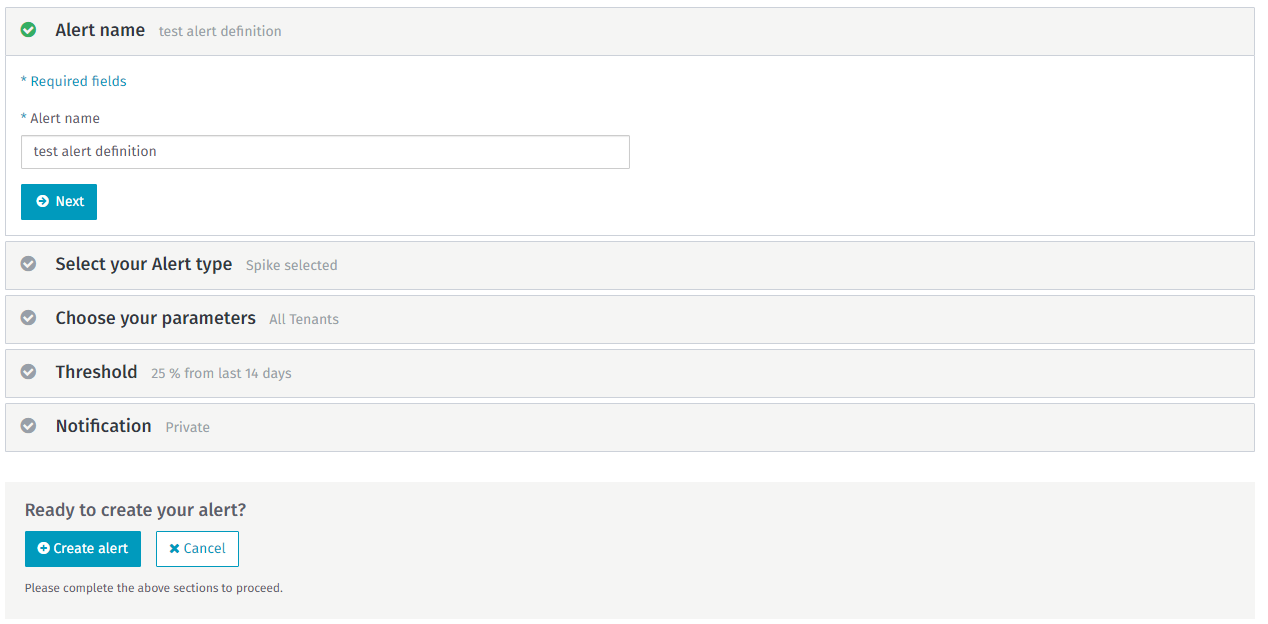 Alert name test alert definition
* Required fields
* Alert name
test alert definition
Next
Select your Alert type Spike selected
Choose your parameters All Tenants
Threshold 25 % from last 14 days
Notification Private
Ready to create your alert?
Create alert Cancel
Please complete the above sections to proceed.